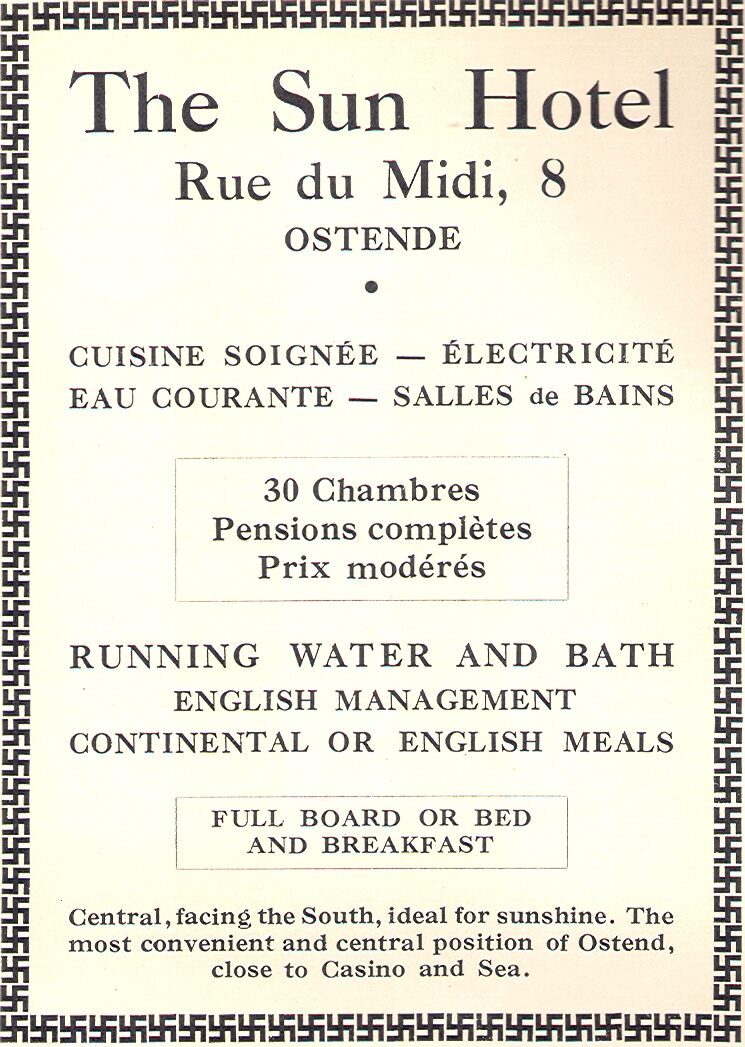 The Sun Hotel
Rue du Midi, 8
OSTENDE
CUISINE SOIGNÉE — ÉLECTRICITÉ
EAU COURANTE — SALLES de BAINS
30 Chambres
Pensions complètes
Prix modérés
RUNNING WATER AND BATH
ENGLISH MANAGEMENT
CONTINENTAL OR ENGLISH MEALS
FULL BOARD OR BED
AND BREAKFAST
Central, facing the South, ideal for sunshine. The
most convenient and central position of Ostend,
close to Casino and Sea.